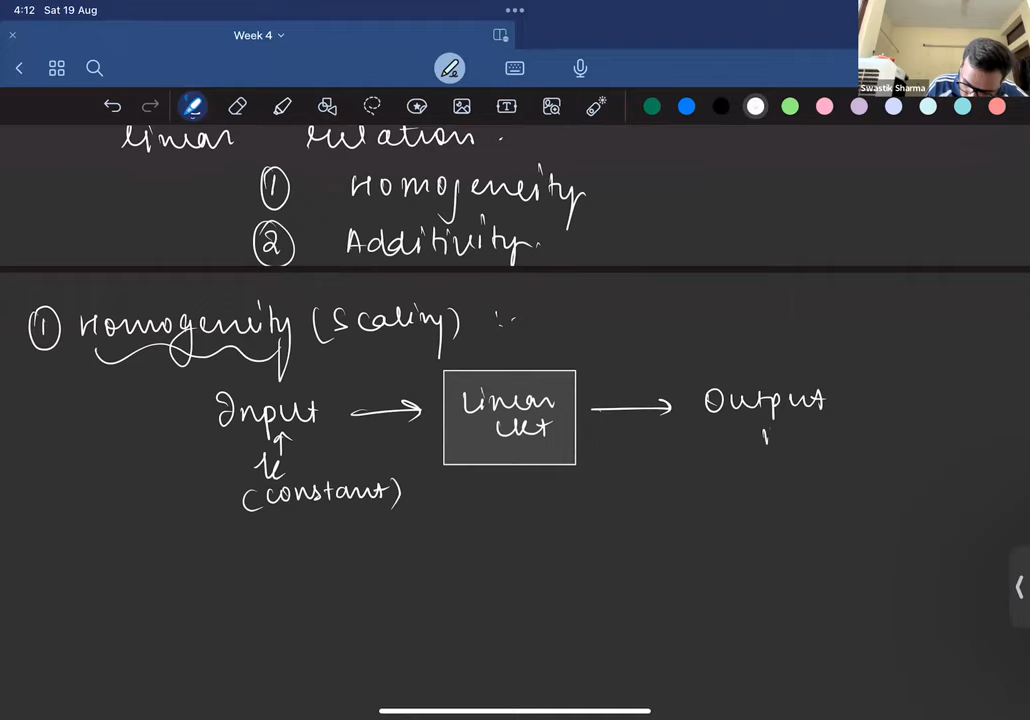 4:12 Sat 19 Aug
Week 4
Swastik Sharma
linear relation.
① Homogeneity
② Additivity.
① Homogeneity (Scaling) :-
Input → Linear Ckt → Output
↑
K
(constant)